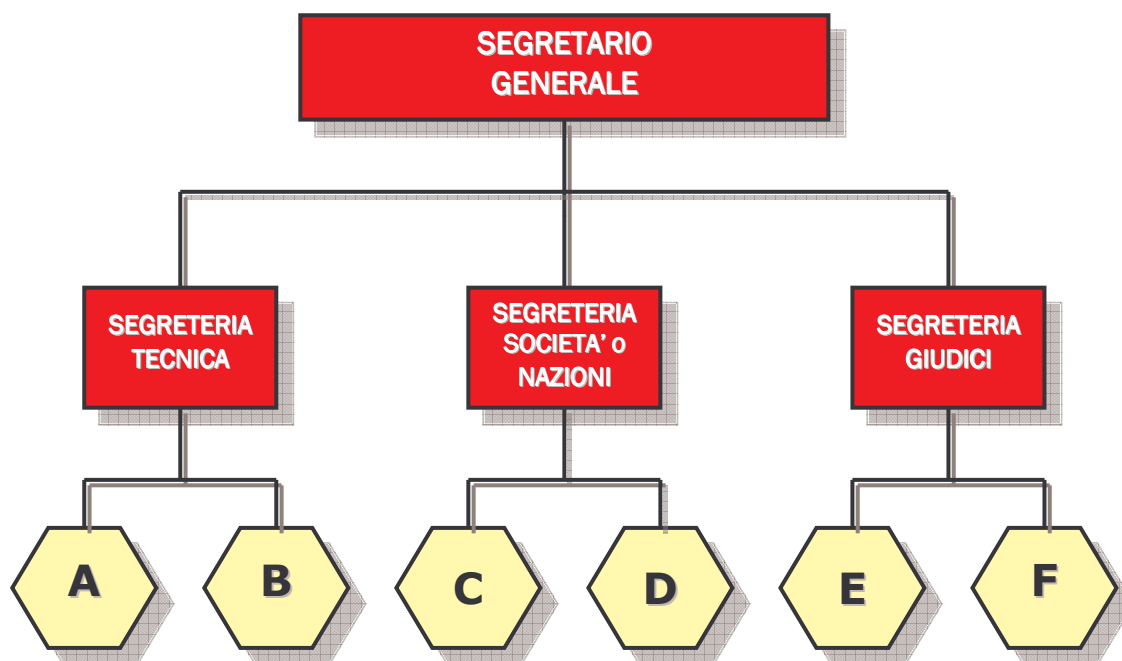 SEGRETARIO
GENERALE
SEGRETERIA
TECNICA
SEGRETERIA
SOCIETA' o
NAZIONI
SEGRETERIA
GIUDICI
A
B
C
D
E
F